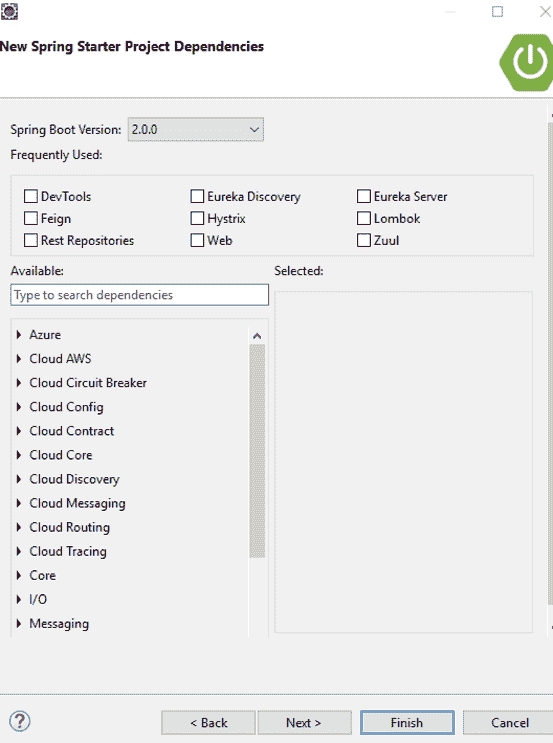 New Spring Starter Project Dependencies
Spring Boot Version: 2.0.0
Frequently Used:
DevTools Eureka Discovery Eureka Server
Feign Hystrix Lombok
Rest Repositories Web Zuul
Available: Selected:
Type to search dependencies
Azure
Cloud AWS
Cloud Circuit Breaker
Cloud Config
Cloud Contract
Cloud Core
Cloud Discovery
Cloud Messaging
Cloud Routing
Cloud Tracing
Core
I/O
Messaging
? < Back Next > Finish Cancel